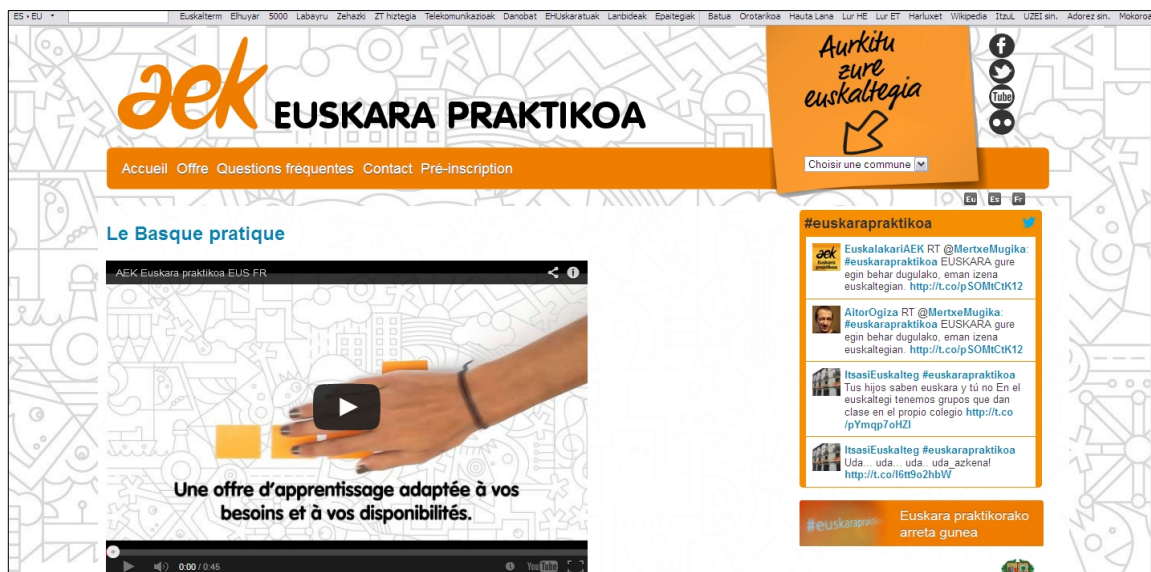 ES › EU
Euskalterm Elhuyar 5000 Labayru Zehazki ZT hiztegia Telekomunikazioak Danobat EHUskaratuak Lanbideak Epaitegiak Batua Orotarikoa Hauta Lana Lur HE Lur ET Harluxet Wikipedia ItzuL UZEI sin. Adorez sin. Mokoroa
aek EUSKARA PRAKTIKOA
Aurkitu
zure
euskaltegia
Choisir une commune
Tube
Accueil Offre Questions fréquentes Contact Pré-inscription
Eu Es Fr
Le Basque pratique
AEK Euskara praktikoa EUS FR
Une offre d'apprentissage adaptée à vos
besoins et à vos disponibilités.
0:00 / 0:45
YouTube
#euskarapraktikoa
aek
EuskalakariAEK RT @MertxeMugika:
#euskarapraktikoa EUSKARA gure
egin behar dugulako, eman izena
euskaltegian. http://t.co/pSOMtCtK12
AitorOgiza RT @MertxeMugika:
#euskarapraktikoa EUSKARA gure
egin behar dugulako, eman izena
euskaltegian. http://t.co/pSOMtCtK12
ItsasiEuskalteg #euskarapraktikoa
Tus hijos saben euskara y tú no En el
euskaltegi tenemos grupos que dan
clase en el propio colegio http://t.co
/pYmqp7oHZI
ItsasiEuskalteg #euskarapraktikoa
Uda... uda... uda.. uda_azkena!
http://t.co/l6tt9o2hbW
#euskarapraktiko
Euskara praktikorako
arreta gunea